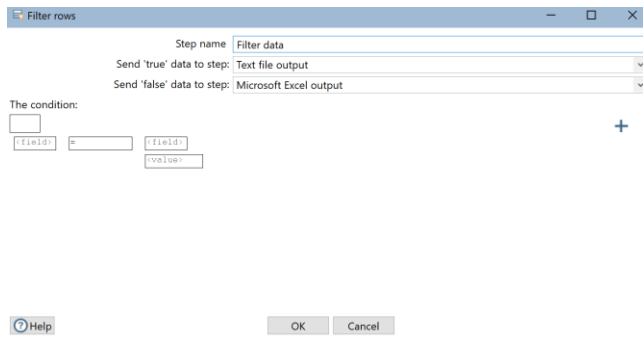 Filter rows
Step name Filter data
Send 'true' data to step: Text file output
Send 'false' data to step: Microsoft Excel output
The condition:
<field> = <field>
<value>
Help OK Cancel